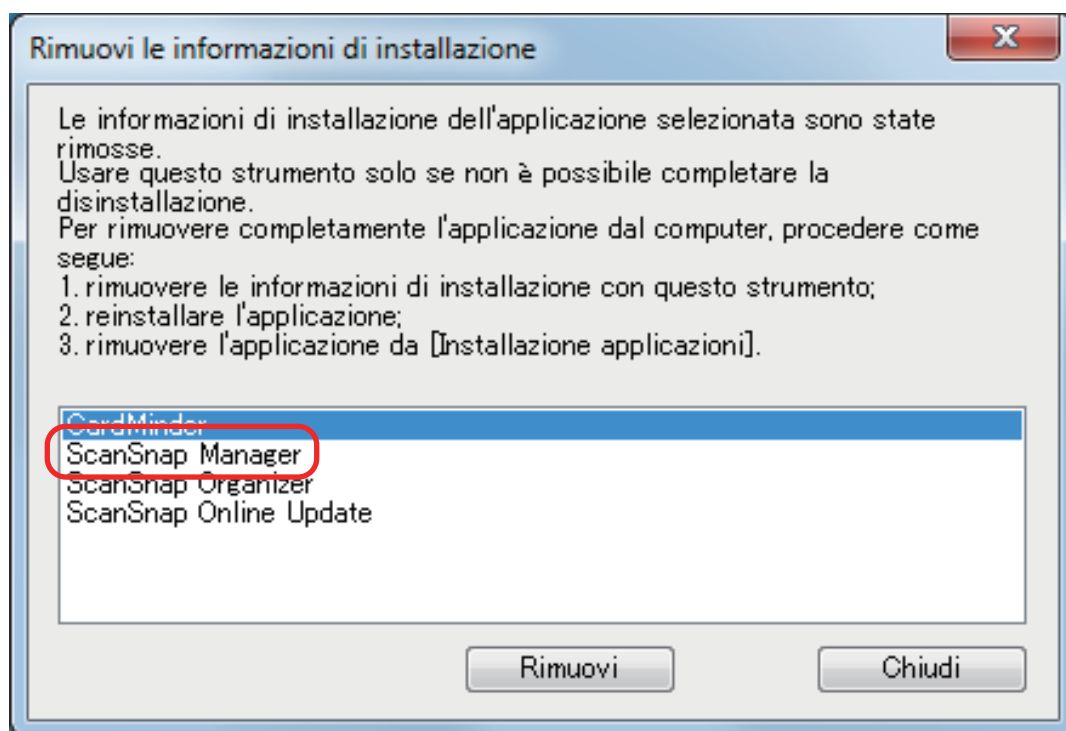 Rimuovi le informazioni di installazione
Le informazioni di installazione dell'applicazione selezionata sono state
rimosse.
Usare questo strumento solo se non è possibile completare la
disinstallazione.
Per rimuovere completamente l'applicazione dal computer, procedere come
segue:
1. rimuovere le informazioni di installazione con questo strumento;
2. reinstallare l'applicazione;
3. rimuovere l'applicazione da [Installazione applicazioni].
CardMinder
ScanSnap Manager
ScanSnap Organizer
ScanSnap Online Update
Rimuovi
Chiudi